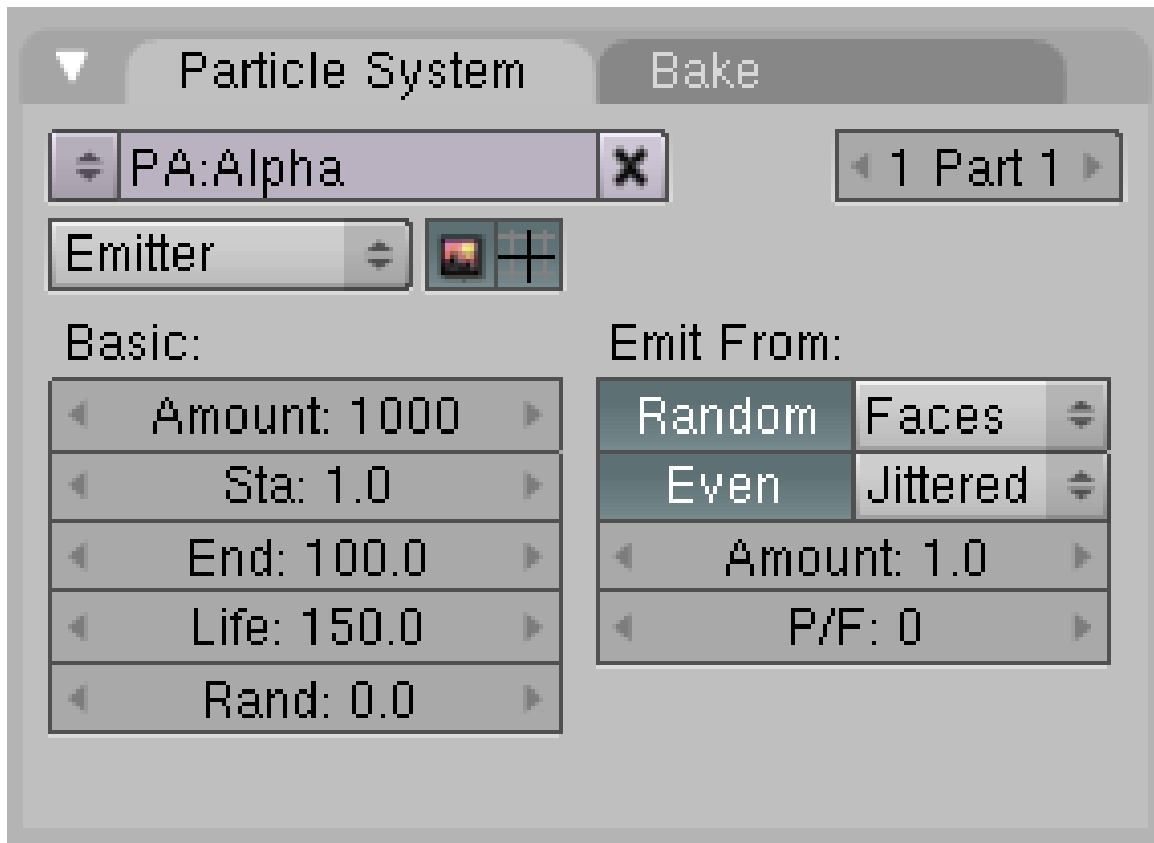 Particle System Bake
PA:Alpha 1 Part 1
Emitter
Basic: Emit From:
Amount: 1000 Random Faces
Sta: 1.0 Even Jittered
End: 100.0 Amount: 1.0
Life: 150.0 P/F: 0
Rand: 0.0